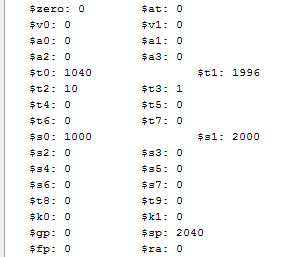 $zero: 0 $at: 0
$v0: 0 $v1: 0
$a0: 0 $a1: 0
$a2: 0 $a3: 0
$t0: 1040 $t1: 1996
$t2: 10 $t3: 1
$t4: 0 $t5: 0
$t6: 0 $t7: 0
$s0: 1000 $s1: 2000
$s2: 0 $s3: 0
$s4: 0 $s5: 0
$s6: 0 $s7: 0
$t8: 0 $t9: 0
$k0: 0 $k1: 0
$gp: 0 $sp: 2040
$fp: 0 $ra: 0